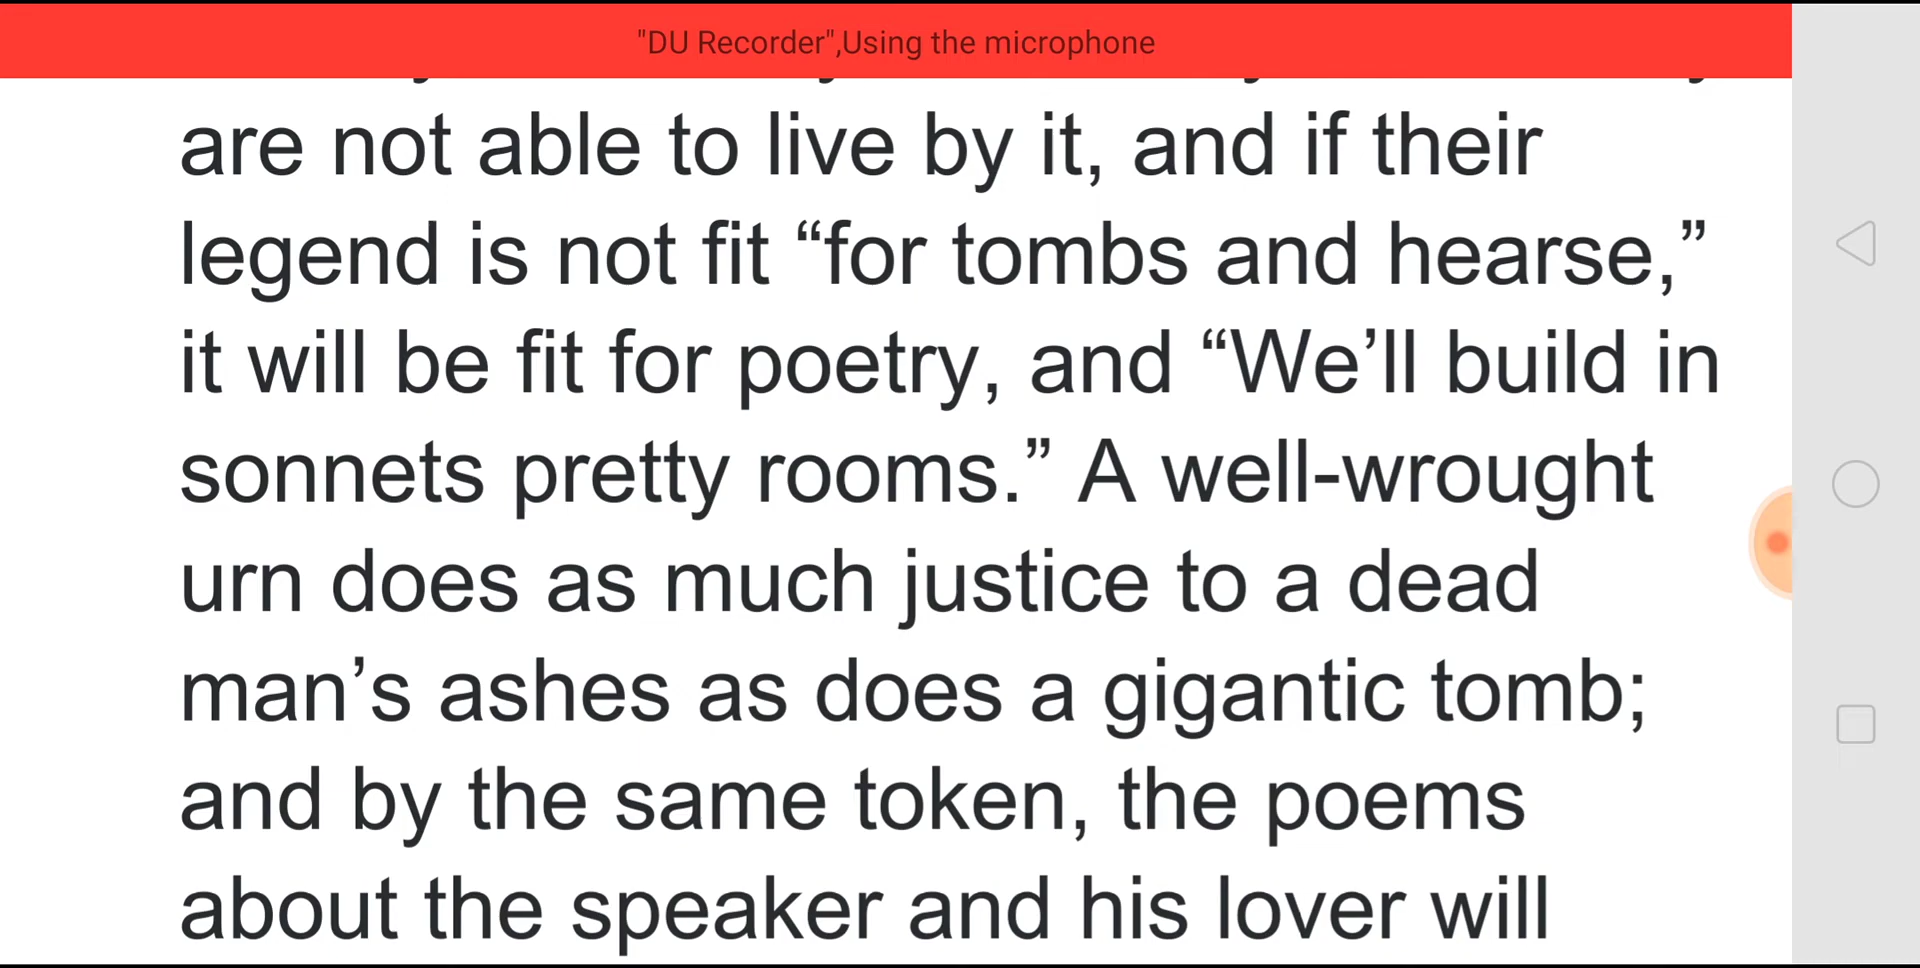 "DU Recorder",Using the microphone
are not able to live by it, and if their
legend is not fit “for tombs and hearse,”
it will be fit for poetry, and “We’ll build in
sonnets pretty rooms.” A well-wrought
urn does as much justice to a dead
man’s ashes as does a gigantic tomb;
and by the same token, the poems
about the speaker and his lover will